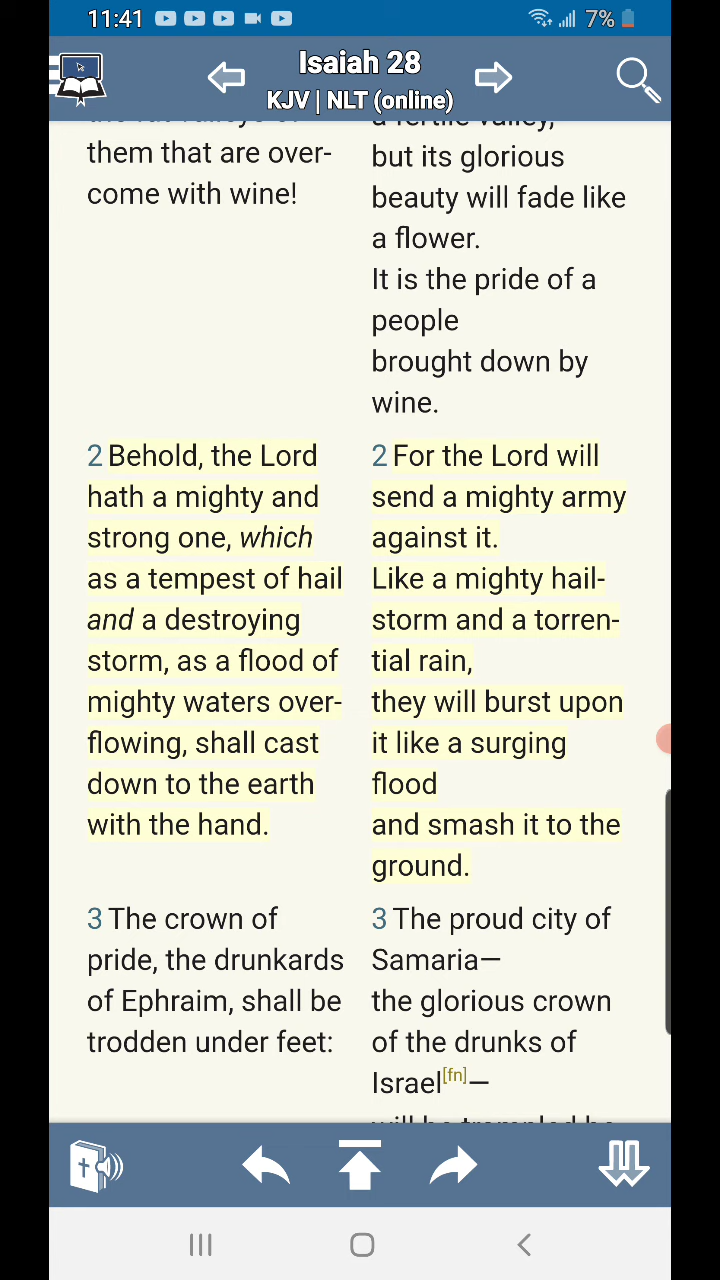 11:41
7%
Isaiah 28
KJV | NLT (online)
them that are over-
come with wine!
a fertile valley,
but its glorious
beauty will fade like
a flower.
It is the pride of a
people
brought down by
wine.
2 Behold, the Lord
hath a mighty and
strong one, which
as a tempest of hail
and a destroying
storm, as a flood of
mighty waters over-
flowing, shall cast
down to the earth
with the hand.
2 For the Lord will
send a mighty army
against it.
Like a mighty hail-
storm and a torren-
tial rain,
they will burst upon
it like a surging
flood
and smash it to the
ground.
3 The crown of
pride, the drunkards
of Ephraim, shall be
trodden under feet:
3 The proud city of
Samaria—
the glorious crown
of the drunks of
Israel[fn]—